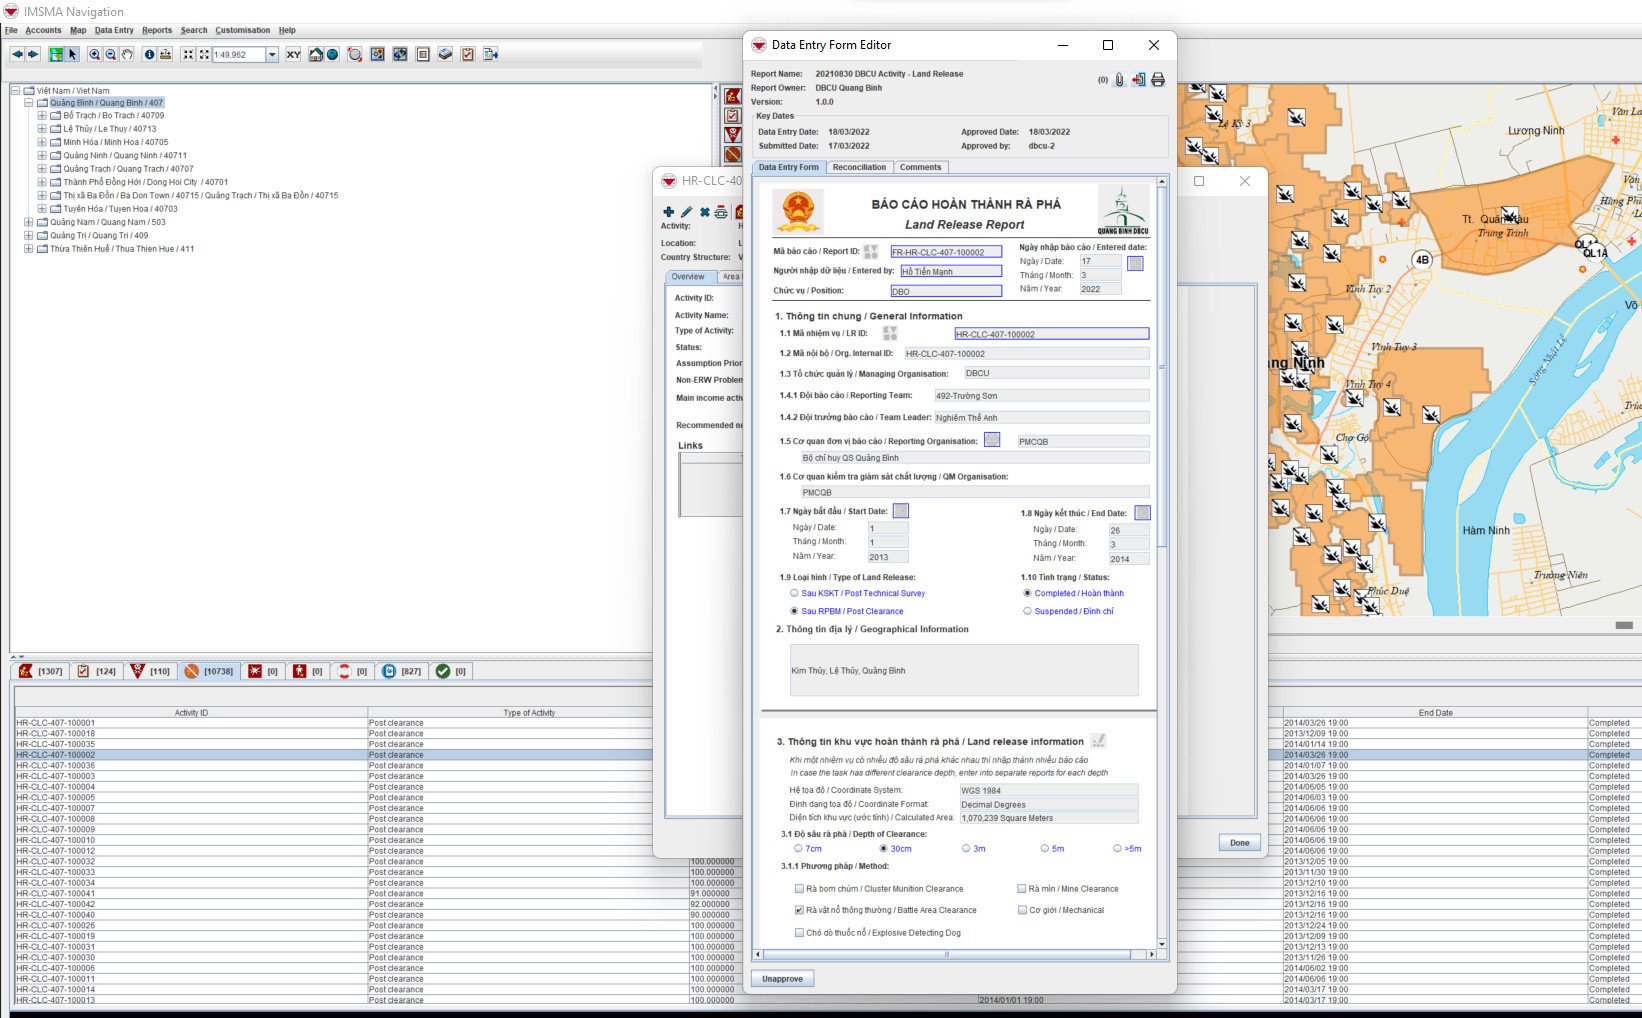 IMSMA Navigation
File Accounts Map Data Entry Reports Search Customisation Help
1:49,962
XY
Việt Nam / Viet Nam
Quảng Bình / Quang Binh / 407
Bố Trạch / Bo Trach / 40709
Lệ Thủy / Le Thuy / 40713
Minh Hóa / Minh Hoa / 40705
Quảng Ninh / Quang Ninh / 40711
Quảng Trạch / Quang Trach / 40707
Thành Phố Đồng Hới / Dong Hoi City / 40701
Thị xã Ba Đồn / Ba Don Town / 40715 / Quảng Trạch / Thị xã Ba Đồn / 40715
Tuyên Hóa / Tuyen Hoa / 40703
Quảng Nam / Quang Nam / 503
Quảng Trị / Quang Tri / 409
Thừa Thiên Huế / Thua Thien Hue / 411
HR-CLC-40
Activity:
Location:
Country Structure:
Overview
Area
Activity ID:
Activity Name:
Type of Activity:
Status:
Assumption Prior
Non-ERW Problem
Main income activ
Recommended ne
Links
Done
Data Entry Form Editor
Report Name: 20210830 DBCU Activity - Land Release
(0)
Report Owner: DBCU Quang Binh
Version: 1.0.0
Key Dates
Data Entry Date: 18/03/2022 Approved Date: 18/03/2022
Submitted Date: 17/03/2022 Approved by: dbcu-2
Data Entry Form Reconciliation Comments
BÁO CÁO HOÀN THÀNH RÀ PHÁ
Land Release Report
QUANG BINH DBCU
Mã báo cáo / Report ID: FR-HR-CLC-407-100002
Ngày nhập báo cáo / Entered date:
Ngày / Date: 17
Người nhập dữ liệu / Entered by: Hồ Tiến Mạnh
Tháng / Month: 3
Chức vụ / Position: DBO
Năm / Year: 2022
1. Thông tin chung / General Information
1.1 Mã nhiệm vụ / LR ID: HR-CLC-407-100002
1.2 Mã nội bộ / Org. Internal ID: HR-CLC-407-100002
1.3 Tổ chức quản lý / Managing Organisation: DBCU
1.4.1 Đội báo cáo / Reporting Team: 492-Trường Sơn
1.4.2 Đội trưởng báo cáo / Team Leader: Nghiêm Thế Anh
1.5 Cơ quan đơn vị báo cáo / Reporting Organisation: PMCQB
Bộ chỉ huy QS Quảng Bình
1.6 Cơ quan kiểm tra giám sát chất lượng / QM Organisation:
PMCQB
1.7 Ngày bắt đầu / Start Date: 1.8 Ngày kết thúc / End Date:
Ngày / Date: 1 Ngày / Date: 26
Tháng / Month: 1 Tháng / Month: 3
Năm / Year: 2013 Năm / Year: 2014
1.9 Loại hình / Type of Land Release: 1.10 Tình trạng / Status:
Sau KSKT / Post Technical Survey Completed / Hoàn thành
Sau RPBM / Post Clearance Suspended / Đình chỉ
2. Thông tin địa lý / Geographical Information
Kim Thủy, Lệ Thủy, Quảng Bình
3. Thông tin khu vực hoàn thành rà phá / Land release information
Khi một nhiệm vụ có nhiều độ sâu rà phá khác nhau thì nhập thành nhiều báo cáo
In case the task has different clearance depth, enter into separate reports for each depth
Hệ tọa độ / Coordinate System: WGS 1984
Định dạng tọa độ / Coordinate Format: Decimal Degrees
Diện tích khu vực (ước tính) / Calculated Area: 1,070,239 Square Meters
3.1 Độ sâu rà phá / Depth of Clearance:
7cm 30cm 3m 5m >5m
3.1.1 Phương pháp / Method:
Rà bom chùm / Cluster Munition Clearance Rà mìn / Mine Clearance
Rà vật nổ thông thường / Battle Area Clearance Cơ giới / Mechanical
Chó dò thuốc nổ / Explosive Detecting Dog
Unapprove
Lệ Kỳ 3
Lương Ninh
Tt. Quán Hàu
Trung Trinh
4B
QL1A
Vĩnh Tuy 2
Vĩnh Tuy 3
ng Ninh
Vĩnh Tuy 4
Sông Nhật Lệ
Chợ Gộ
Hàm Ninh
Trường Niên
Phúc Duệ
Võ
[1307] [124] [110] [10738] [0] [0] [0] [827] [0]
Activity ID Type of Activity End Date
HR-CLC-407-100001 Post clearance 2014/03/26 19:00 Completed
HR-CLC-407-100018 Post clearance 2013/12/09 19:00 Completed
HR-CLC-407-100035 Post clearance 2014/01/14 19:00 Completed
HR-CLC-407-100002 Post clearance 2014/03/26 19:00 Completed
HR-CLC-407-100036 Post clearance 2014/01/07 19:00 Completed
HR-CLC-407-100003 Post clearance 2014/03/26 19:00 Completed
HR-CLC-407-100004 Post clearance 2014/06/05 19:00 Completed
HR-CLC-407-100005 Post clearance 2014/06/03 19:00 Completed
HR-CLC-407-100007 Post clearance 2014/06/06 19:00 Completed
HR-CLC-407-100008 Post clearance 2014/06/06 19:00 Completed
HR-CLC-407-100009 Post clearance 2014/06/06 19:00 Completed
HR-CLC-407-100010 Post clearance 2014/06/06 19:00 Completed
HR-CLC-407-100012 Post clearance 2014/06/06 19:00 Completed
HR-CLC-407-100032 Post clearance 100.000000 2013/12/05 19:00 Completed
HR-CLC-407-100033 Post clearance 100.000000 2013/11/30 19:00 Completed
HR-CLC-407-100034 Post clearance 100.000000 2013/12/10 19:00 Completed
HR-CLC-407-100041 Post clearance 91.000000 2013/12/16 19:00 Completed
HR-CLC-407-100042 Post clearance 92.000000 2013/12/16 19:00 Completed
HR-CLC-407-100040 Post clearance 90.000000 2013/12/16 19:00 Completed
HR-CLC-407-100026 Post clearance 100.000000 2013/12/24 19:00 Completed
HR-CLC-407-100019 Post clearance 100.000000 2013/12/09 19:00 Completed
HR-CLC-407-100031 Post clearance 100.000000 2013/12/13 19:00 Completed
HR-CLC-407-100030 Post clearance 100.000000 2013/11/26 19:00 Completed
HR-CLC-407-100006 Post clearance 100.000000 2014/06/02 19:00 Completed
HR-CLC-407-100011 Post clearance 100.000000 2014/06/06 19:00 Completed
HR-CLC-407-100014 Post clearance 100.000000 2014/03/17 19:00 Completed
HR-CLC-407-100013 Post clearance 100.000000 2014/01/01 19:00 2014/03/17 19:00 Completed